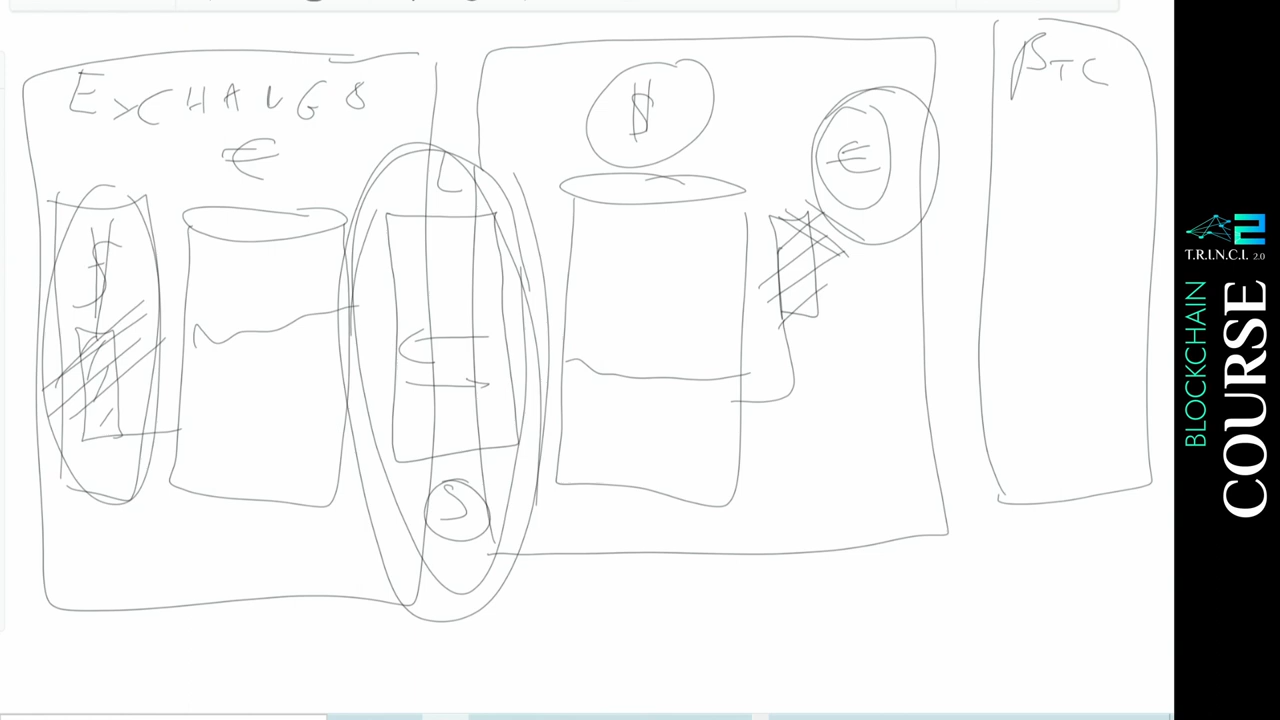 EXCHANGE
€
$
L
S
$
€
BTC
T.R.I.N.C.I. 2.0
BLOCKCHAIN
COURSE